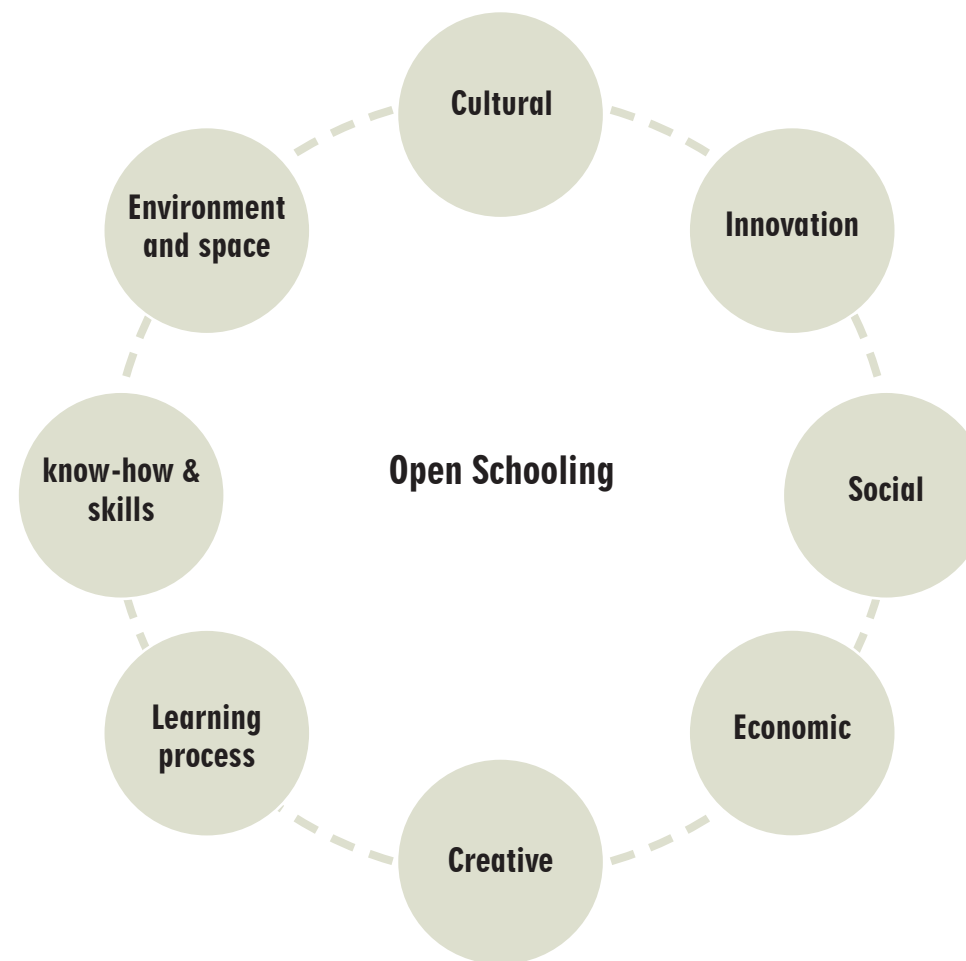 Cultural
Innovation
Environment
and space
Open Schooling
know-how &
skills
Social
Learning
process
Economic
Creative